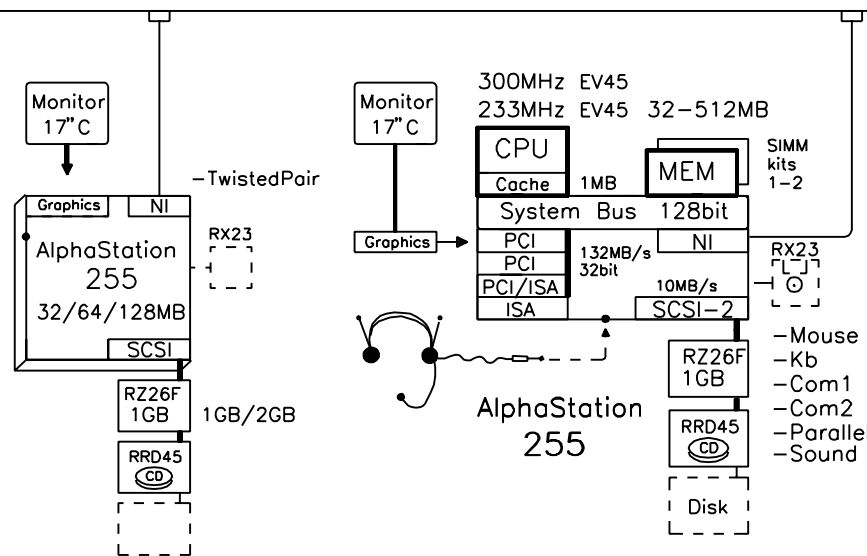 Monitor
17"C
-TwistedPair
Graphics
NI
AlphaStation
255
32/64/128MB
RX23
SCSI
RZ26F
1GB
1GB/2GB
RRD45
CD
Monitor
17"C
300MHz EV45
233MHz EV45 32-512MB
CPU
Cache
1MB
MEM
SIMM
kits
1-2
System Bus 128bit
Graphics
PCI
PCI
PCI/ISA
ISA
132MB/s
32bit
NI
10MB/s
SCSI-2
RX23
AlphaStation
255
RZ26F
1GB
RRD45
CD
Disk
-Mouse
-Kb
-Com1
-Com2
-Parallel
-Sound